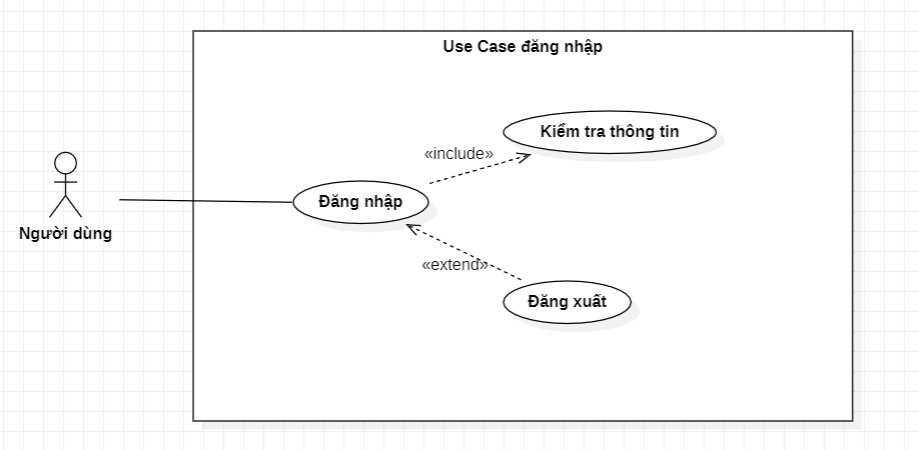 Use Case đăng nhập
Kiểm tra thông tin
«include»
Đăng nhập
Người dùng
«extend»
Đăng xuất